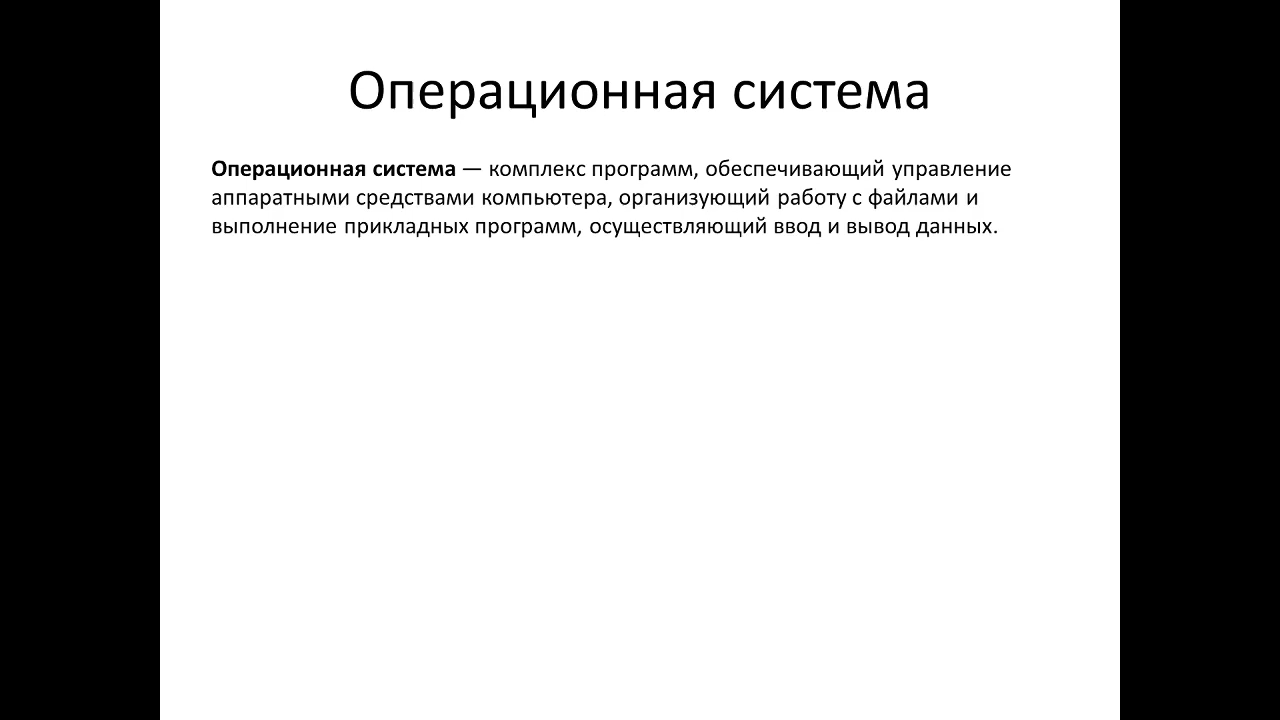 Операционная система
Операционная система — комплекс программ, обеспечивающий управление
аппаратными средствами компьютера, организующий работу с файлами и
выполнение прикладных программ, осуществляющий ввод и вывод данных.